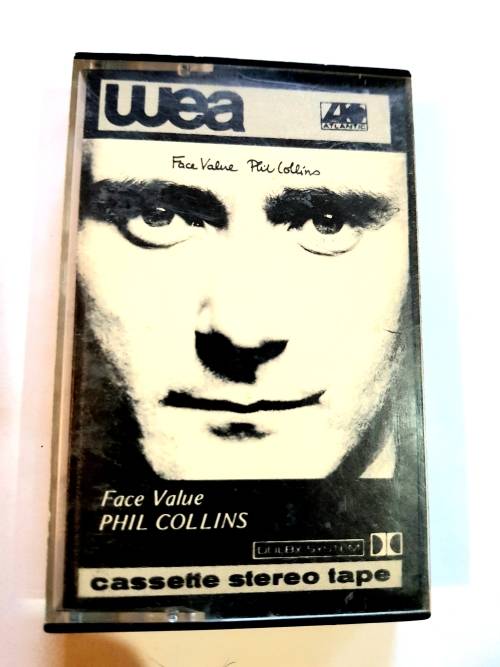 wea
ATLANTIC
Face Value Phil Collins
Face Value
PHIL COLLINS
DOLBY SYSTEM
cassette stereo tape